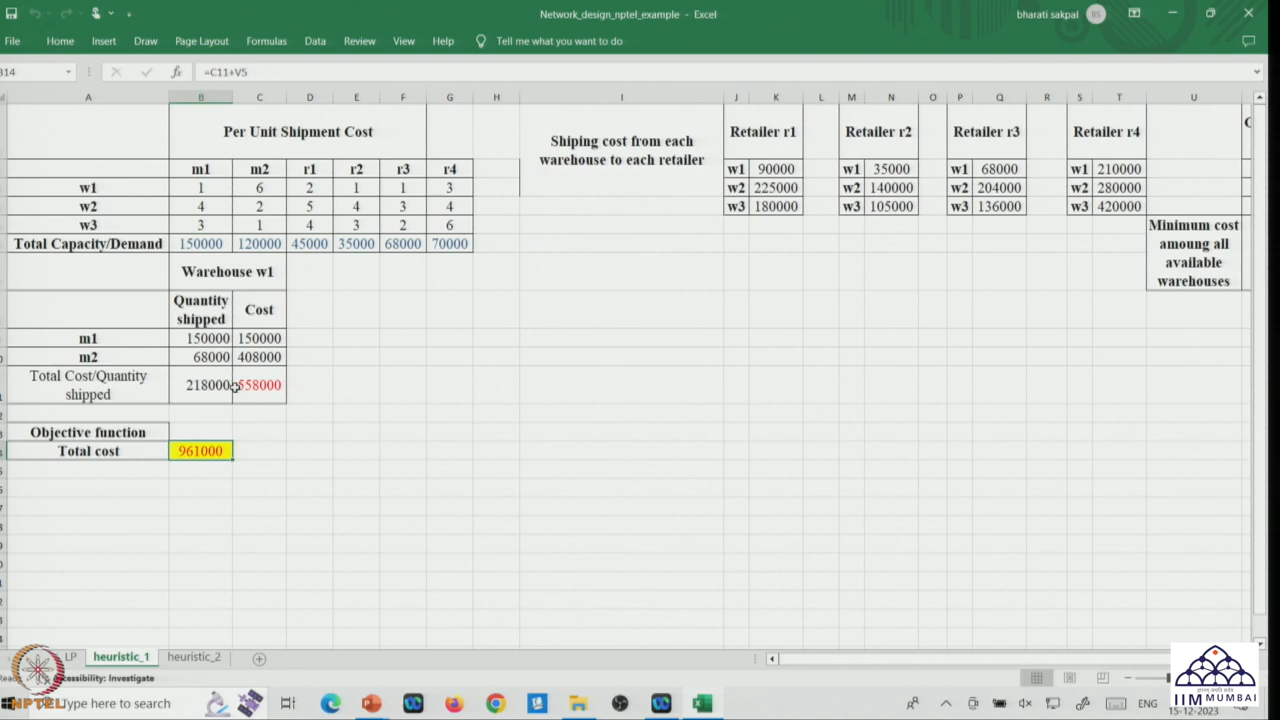 Network_design_nptel_example - Excel
bharati sakpal
BS
File Home Insert Draw Page Layout Formulas Data Review View Help Tell me what you want to do
B14
fx =C11+V5
A B C D E F G H I J K L M N O P Q R S T U
Per Unit Shipment Cost
Shiping cost from each
warehouse to each retailer
Retailer r1 Retailer r2 Retailer r3 Retailer r4
m1 m2 r1 r2 r3 r4 w1 90000 w1 35000 w1 68000 w1 210000
w1 1 6 2 1 1 3 w2 225000 w2 140000 w2 204000 w2 280000
w2 4 2 5 4 3 4 w3 180000 w3 105000 w3 136000 w3 420000
w3 3 1 4 3 2 6
Total Capacity/Demand 150000 120000 45000 35000 68000 70000
Minimum cost
amoung all
available
warehouses
Warehouse w1
Quantity
shipped
Cost
m1 150000 150000
m2 68000 408000
Total Cost/Quantity
shipped
218000 558000
Objective function
Total cost 961000
LP heuristic_1 heuristic_2
Accessibility: Investigate
NPTEL
Type here to search
ENG
15-12-2023
IIM MUMBAI